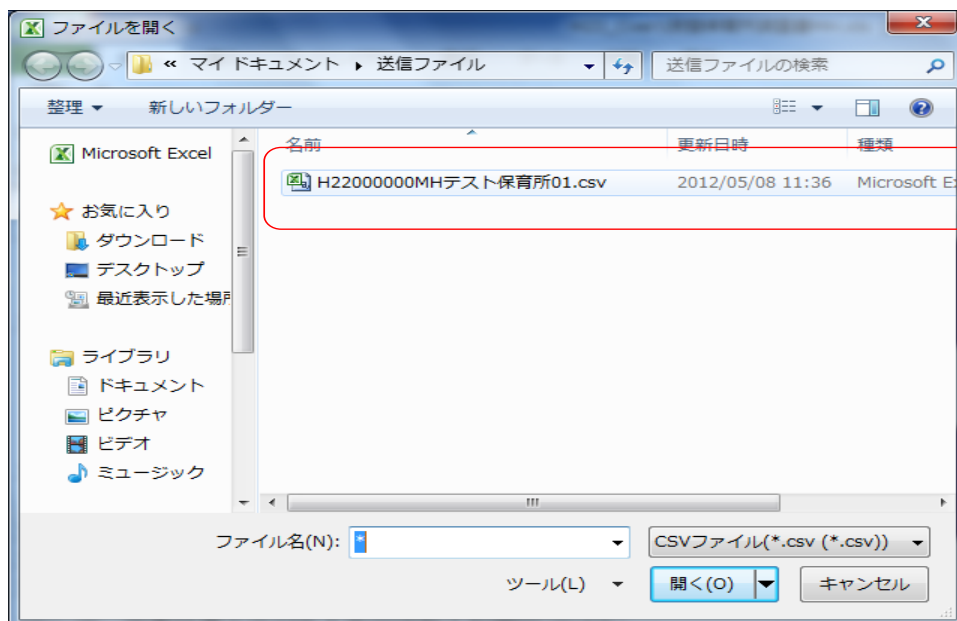 ファイルを開く
« マイ ドキュメント ▸ 送信ファイル
送信ファイルの検索
整理 ▼ 新しいフォルダー
Microsoft Excel
お気に入り
ダウンロード
デスクトップ
最近表示した場所
ライブラリ
ドキュメント
ピクチャ
ビデオ
ミュージック
名前 更新日時 種類
H22000000MHテスト保育所01.csv 2012/05/08 11:36 Microsoft E
ファイル名(N): *
CSVファイル(*.csv (*.csv))
ツール(L) ▼ 開く(O) キャンセル